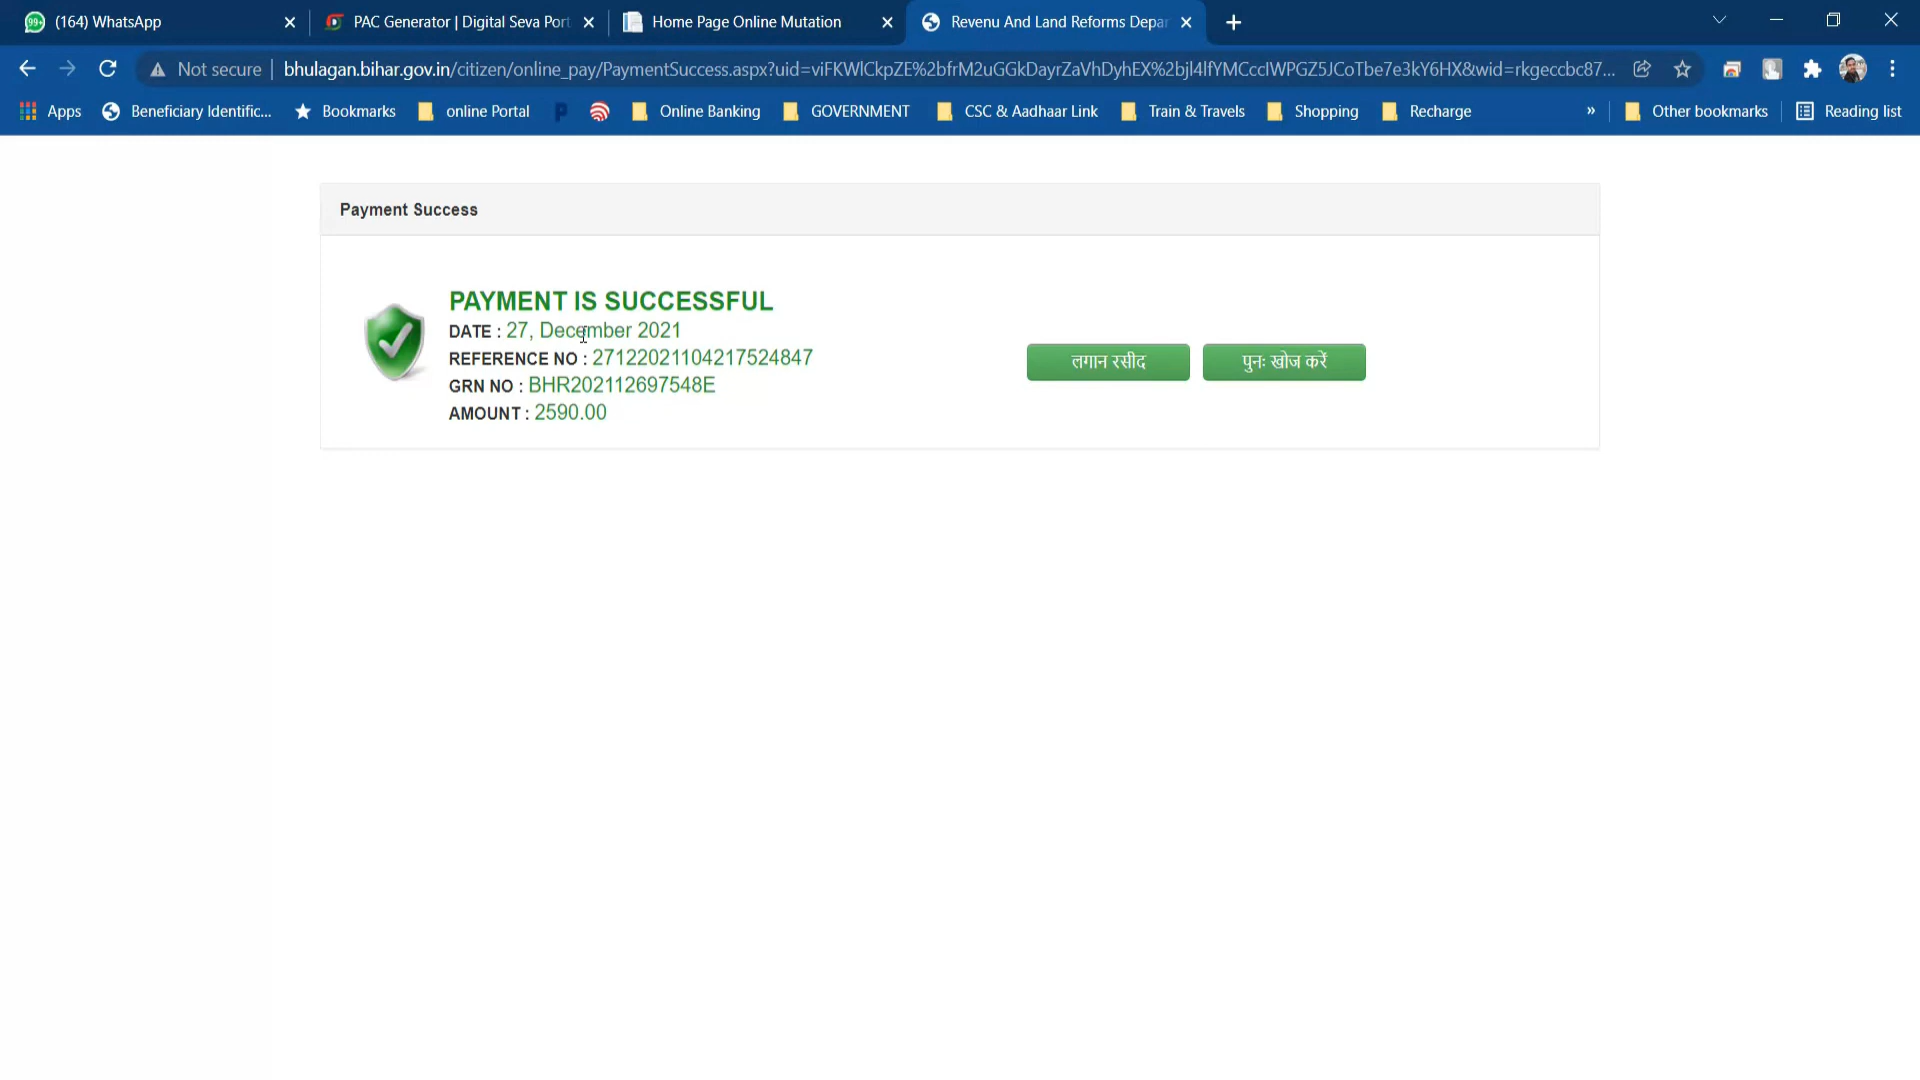 (164) WhatsApp
PAC Generator | Digital Seva Port
Home Page Online Mutation
Revenu And Land Reforms Depar
Not secure
bhulagan.bihar.gov.in/citizen/online_pay/PaymentSuccess.aspx?uid=viFKWlCkpZE%2bfrM2uGGkDayrZaVhDyhEX%2bjl4lfYMCccIWPGZ5JCoTbe7e3kY6HX&wid=rkgeccbc87...
Apps
Beneficiary Identific...
Bookmarks
online Portal
Online Banking
GOVERNMENT
CSC & Aadhaar Link
Train & Travels
Shopping
Recharge
»
Other bookmarks
Reading list
Payment Success
PAYMENT IS SUCCESSFUL
DATE : 27, December 2021
REFERENCE NO : 27122021104217524847
GRN NO : BHR202112697548E
AMOUNT : 2590.00
लगान रसीद
पुनः खोज करें